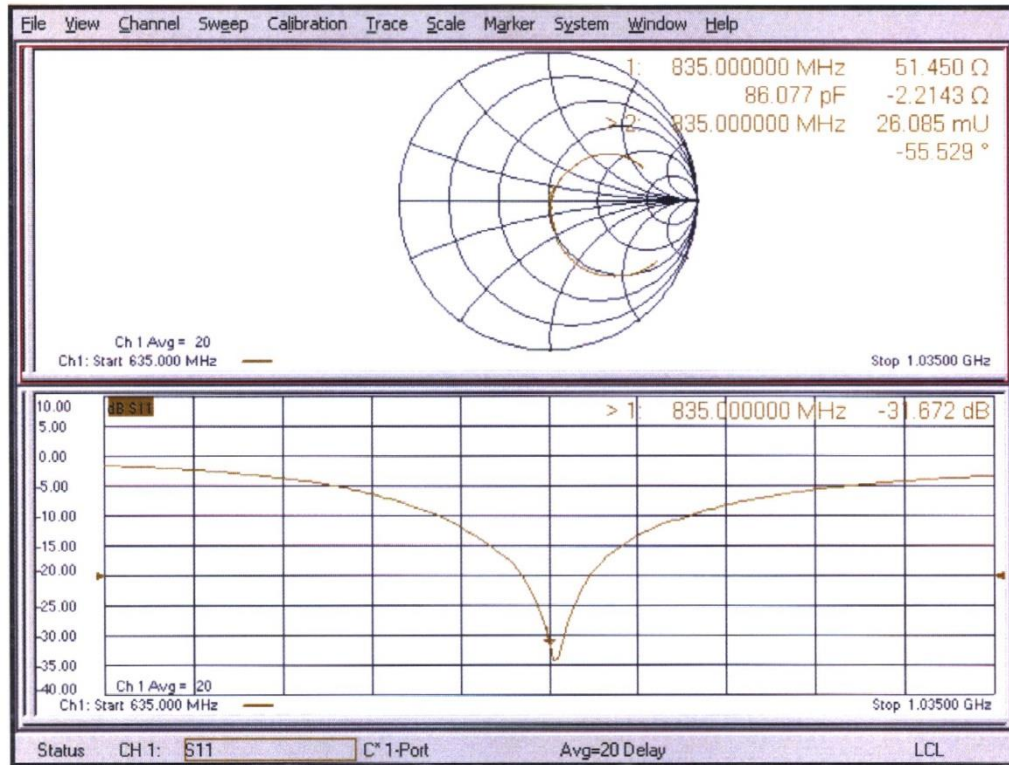 File View Channel Sweep Calibration Trace Scale Marker System Window Help
1: 835.000000 MHz 51.450 Ω
86.077 pF -2.2143 Ω
> 2: 835.000000 MHz 26.085 mU
-55.529 °
Ch 1 Avg = 20
Ch1: Start 635.000 MHz Stop 1.03500 GHz
10.00 dB S11 > 1: 835.000000 MHz -31.672 dB
5.00
0.00
-5.00
-10.00
-15.00
-20.00
-25.00
-30.00
-35.00
-40.00 Ch 1 Avg = 20
Ch1: Start 635.000 MHz Stop 1.03500 GHz
Status CH 1: S11 C* 1-Port Avg=20 Delay LCL